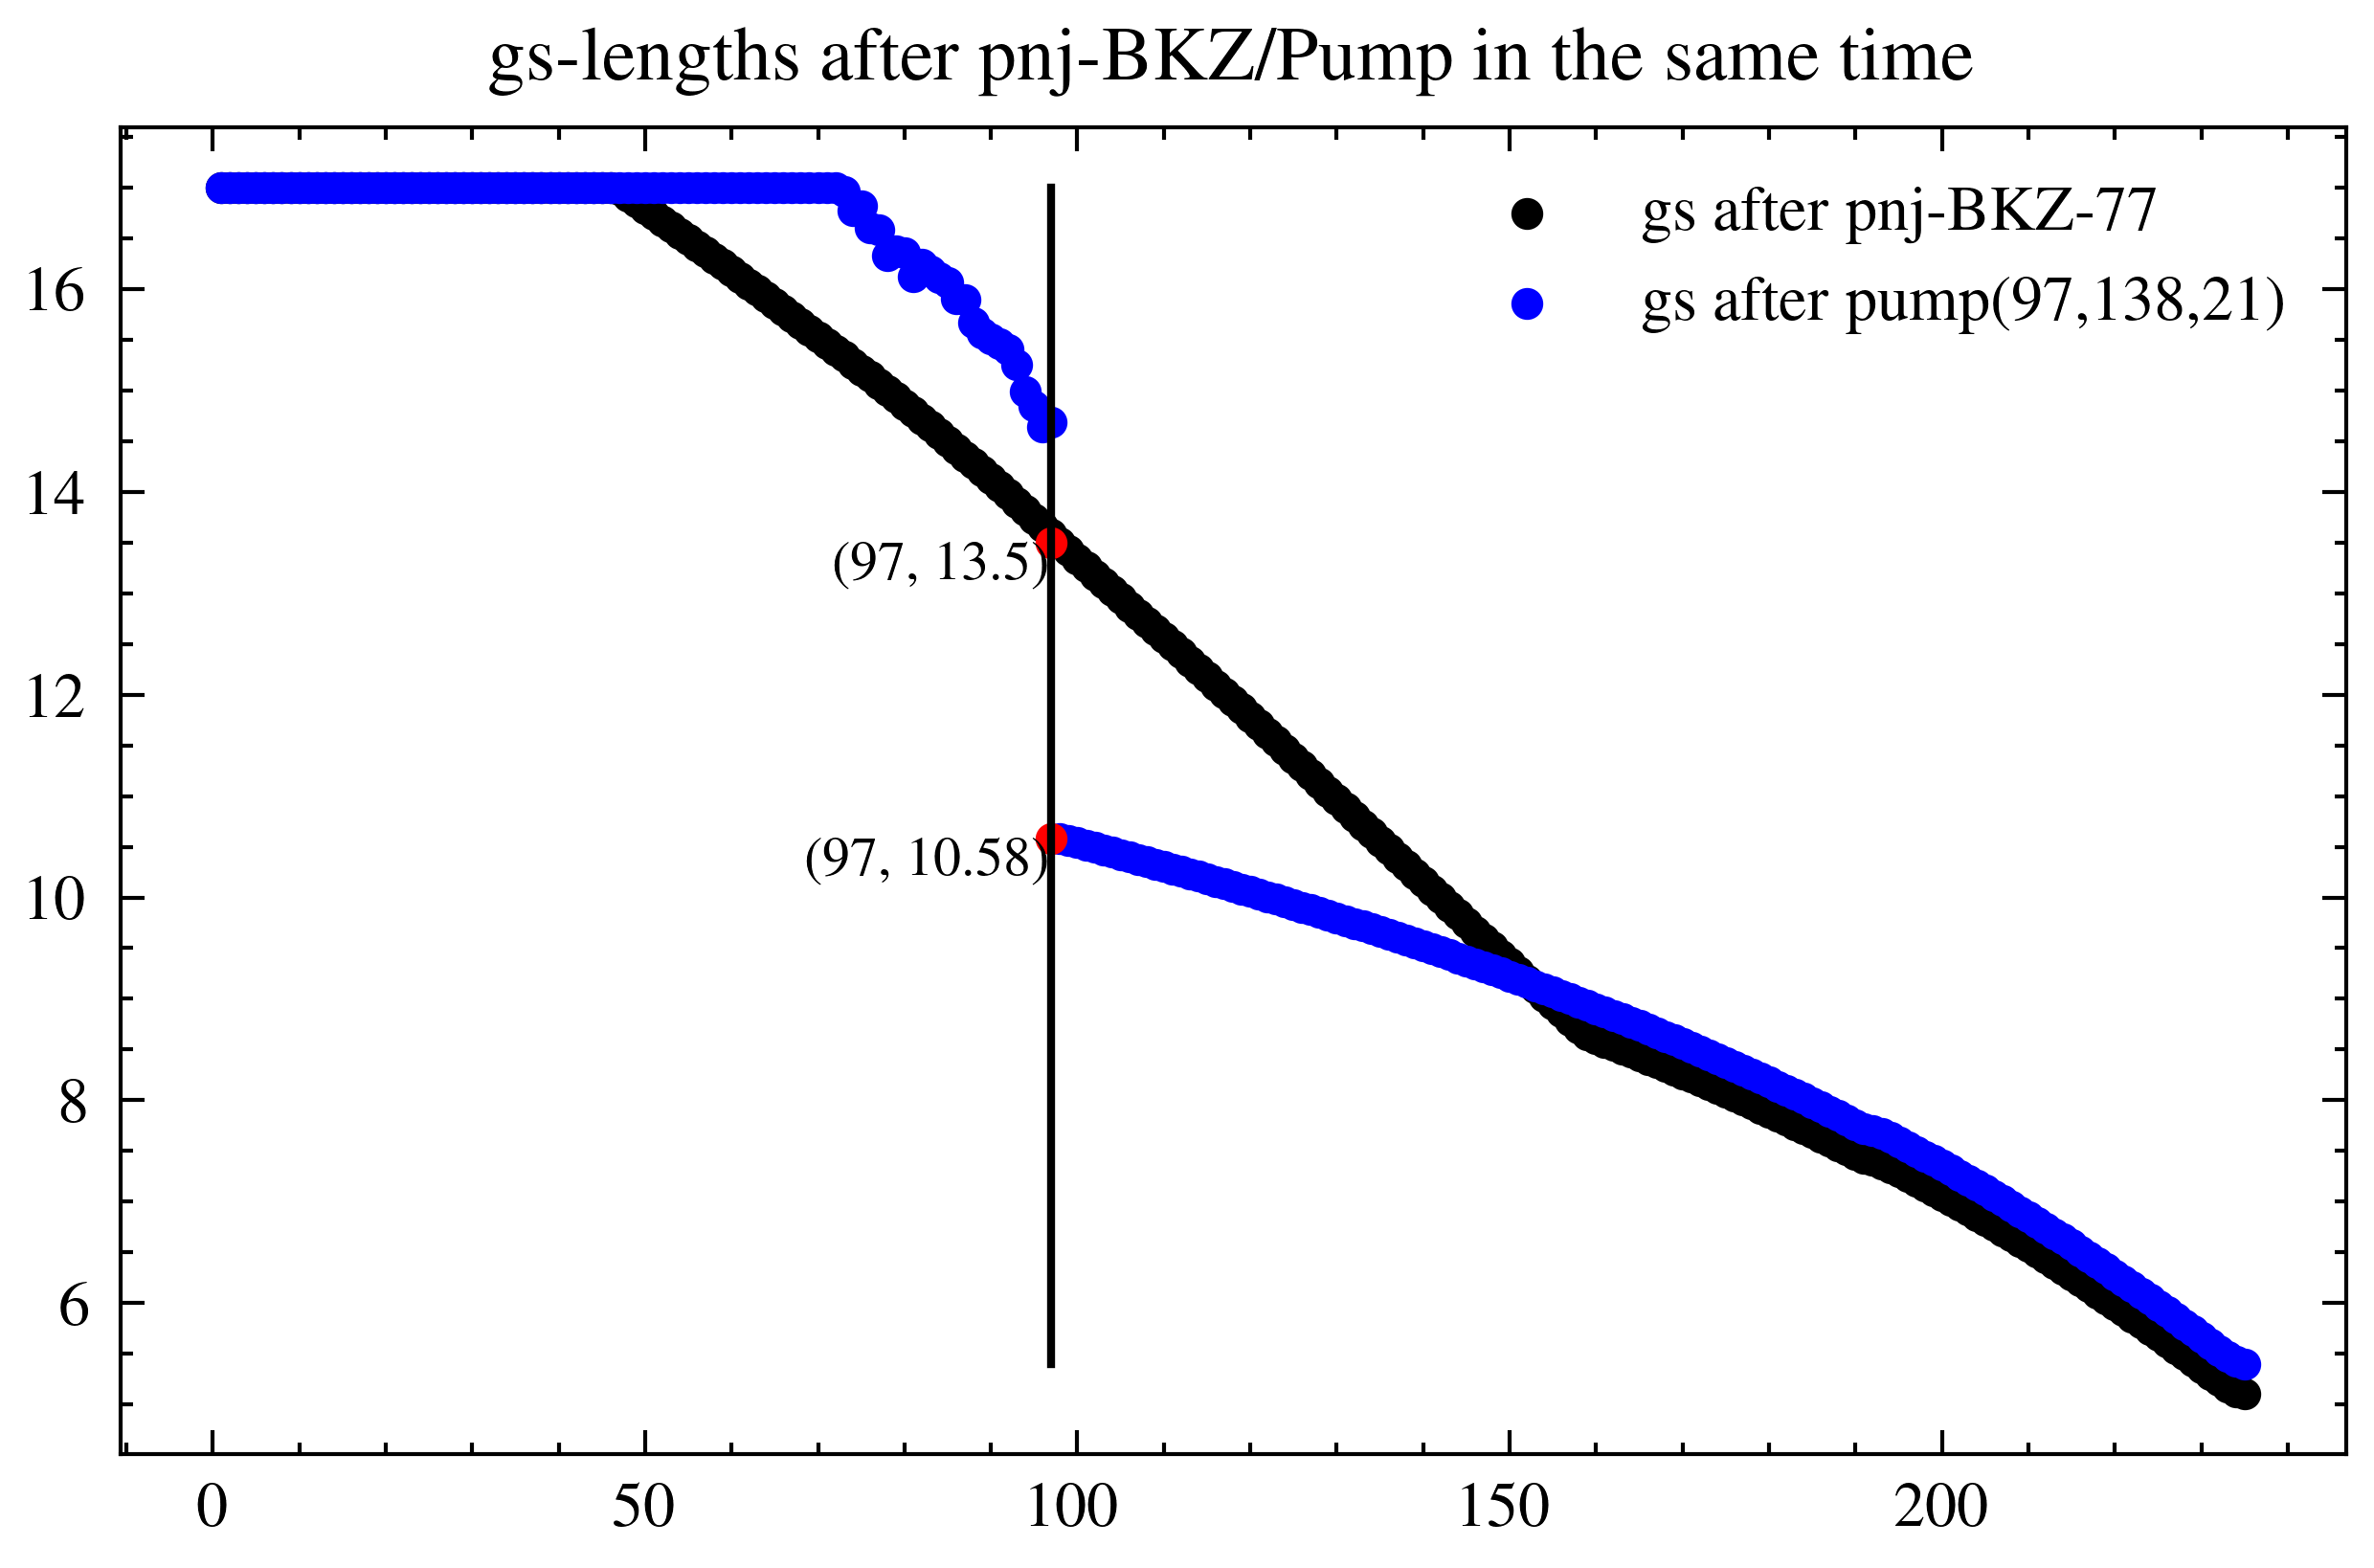 gs-lengths after pnj-BKZ/Pump in the same time
gs after pnj-BKZ-77
gs after pump(97,138,21)
16
14
(97, 13.5)
12
(97, 10.58)
10
8
6
0 50 100 150 200